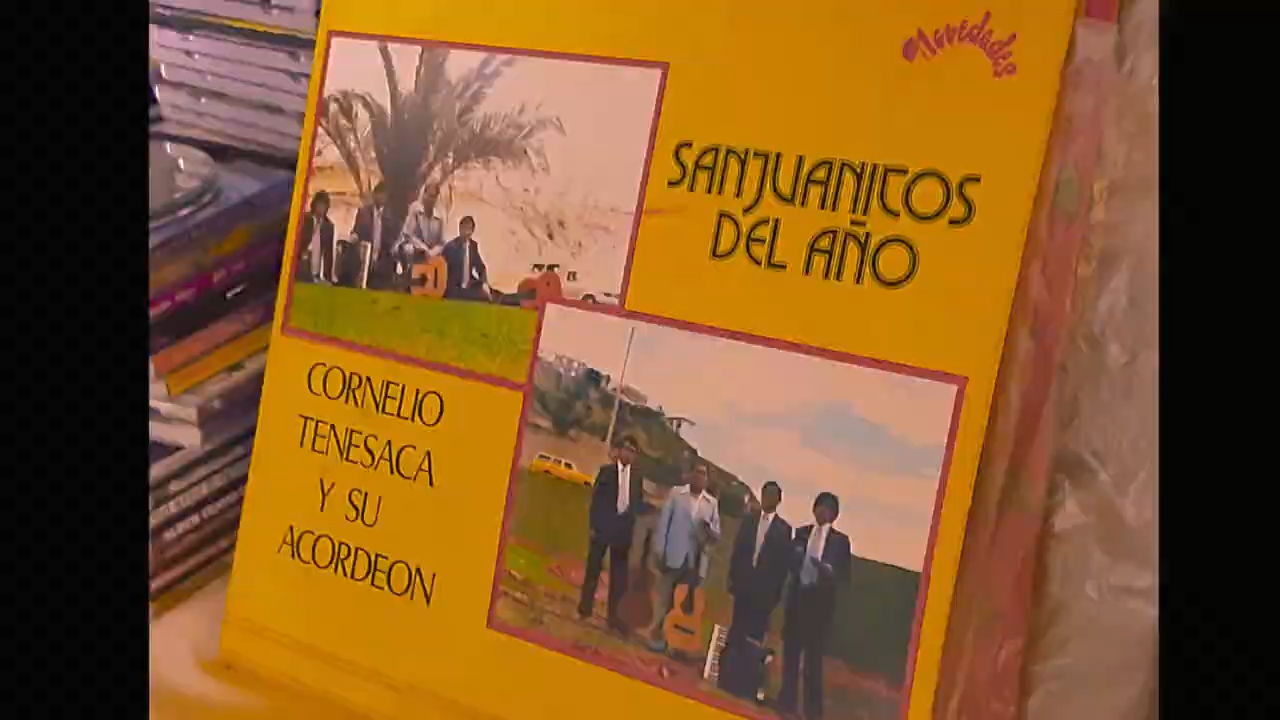 Novedades
SANJUANITOS
DEL AÑO
CORNELIO
TENESACA
Y SU
ACORDEON